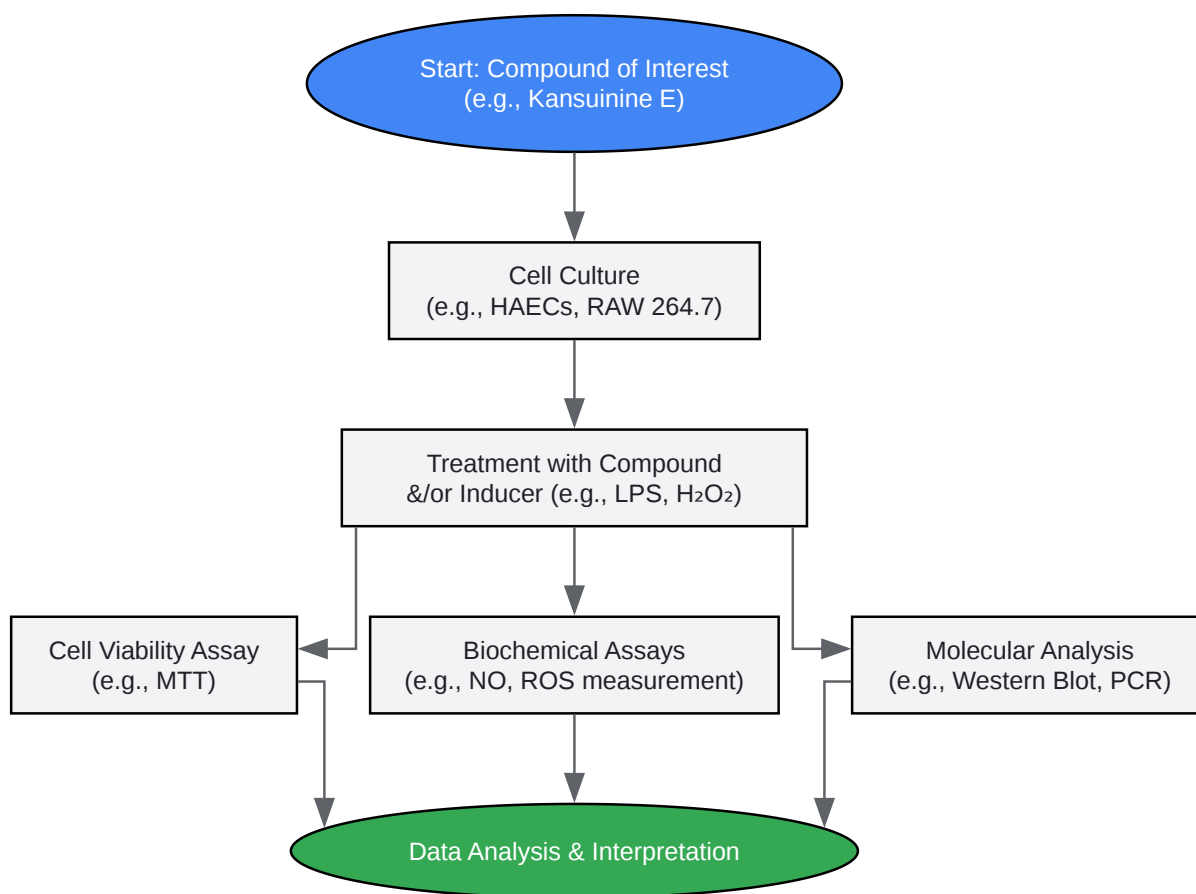 Start: Compound of Interest
(e.g., Kansuinine E)
Cell Culture
(e.g., HAECs, RAW 264.7)
Treatment with Compound
&/or Inducer (e.g., LPS, H₂O₂)
Cell Viability Assay
(e.g., MTT)
Biochemical Assays
(e.g., NO, ROS measurement)
Molecular Analysis
(e.g., Western Blot, PCR)
Data Analysis & Interpretation